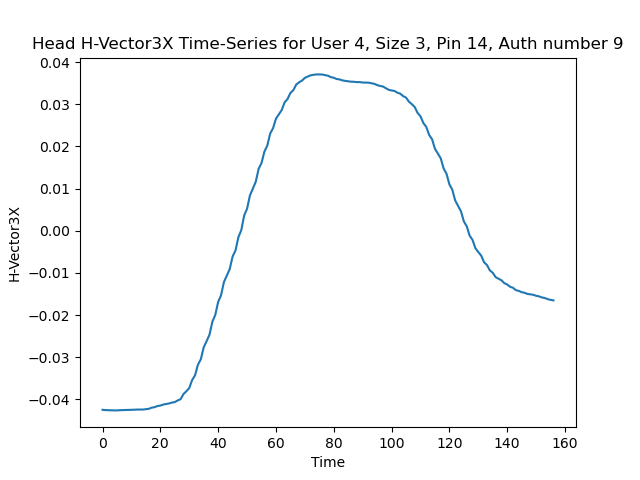 Head H-Vector3X Time-Series for User 4, Size 3, Pin 14, Auth number 9
0.04
0.03
0.02
0.01
0.00
−0.01
−0.02
−0.03
−0.04
H-Vector3X
0 20 40 60 80 100 120 140 160
Time